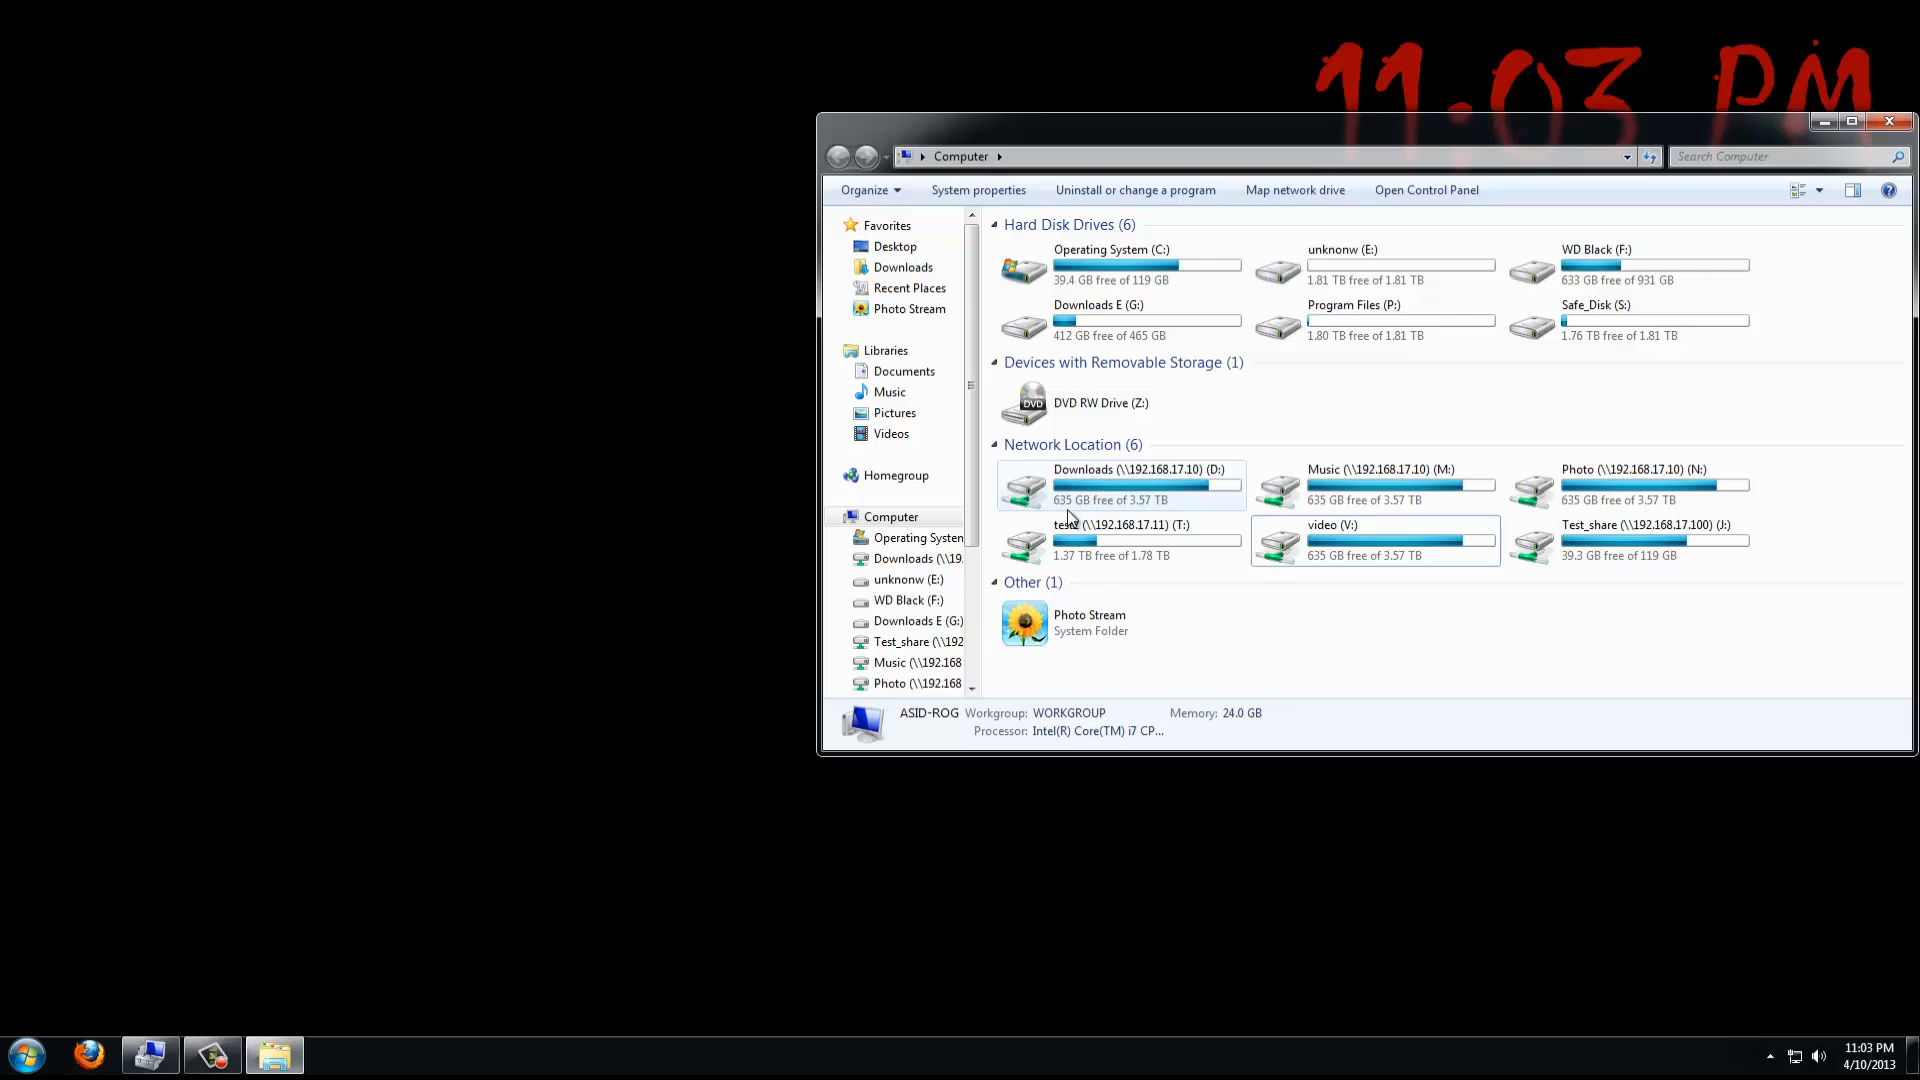 11:03 PM
Computer
Search Computer
Organize
System properties
Uninstall or change a program
Map network drive
Open Control Panel
Favorites
Desktop
Downloads
Recent Places
Photo Stream
Libraries
Documents
Music
Pictures
Videos
Homegroup
Computer
Operating System
Downloads (\\192.
unknonw (E:)
WD Black (F:)
Downloads E (G:)
Test_share (\\192
Music (\\192.168
Photo (\\192.168
Hard Disk Drives (6)
Operating System (C:)
39.4 GB free of 119 GB
unknonw (E:)
1.81 TB free of 1.81 TB
WD Black (F:)
633 GB free of 931 GB
Downloads E (G:)
412 GB free of 465 GB
Program Files (P:)
1.80 TB free of 1.81 TB
Safe_Disk (S:)
1.76 TB free of 1.81 TB
Devices with Removable Storage (1)
DVD
DVD RW Drive (Z:)
Network Location (6)
Downloads (\\192.168.17.10) (D:)
635 GB free of 3.57 TB
Music (\\192.168.17.10) (M:)
635 GB free of 3.57 TB
Photo (\\192.168.17.10) (N:)
635 GB free of 3.57 TB
(\\192.168.17.11) (T:)
1.37 TB free of 1.78 TB
video (V:)
635 GB free of 3.57 TB
Test_share (\\192.168.17.100) (J:)
39.3 GB free of 119 GB
Other (1)
Photo Stream
System Folder
ASID-ROG Workgroup: WORKGROUP Memory: 24.0 GB
Processor: Intel(R) Core(TM) i7 CP...
11:03 PM
4/10/2013